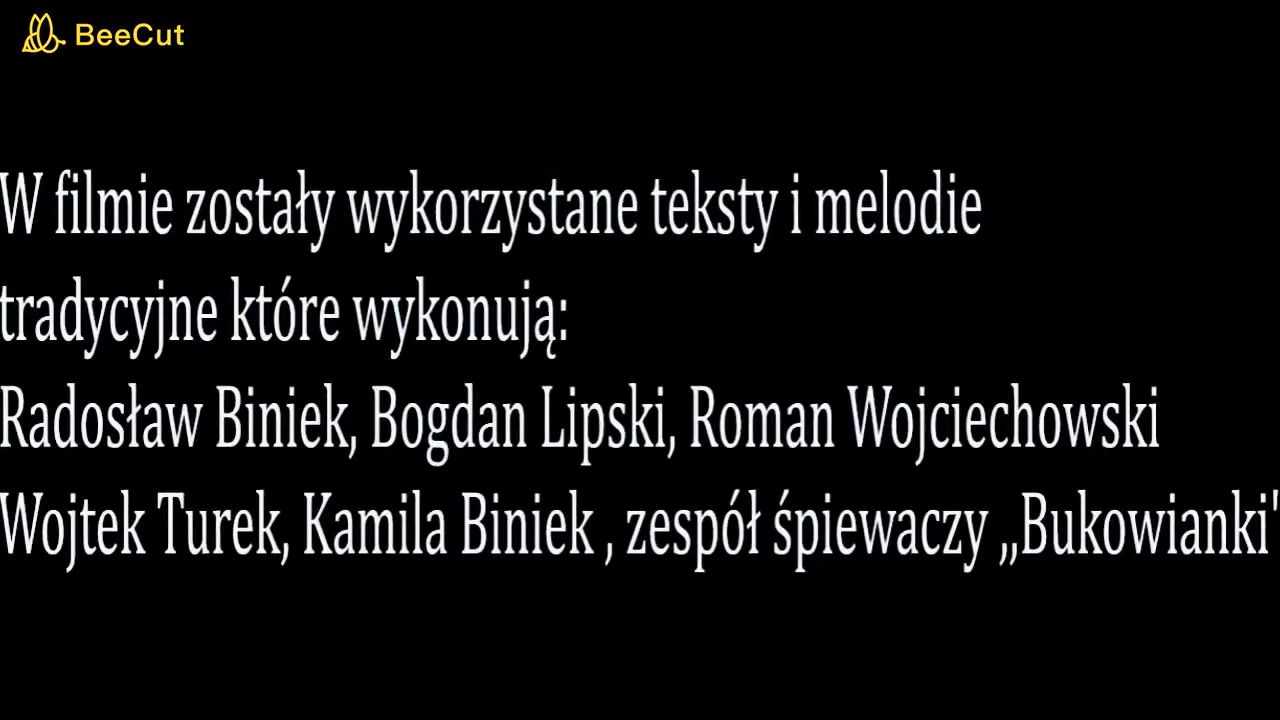 BeeCut
W filmie zostały wykorzystane teksty i melodie
tradycyjne które wykonują:
Radosław Biniek, Bogdan Lipski, Roman Wojciechowski
Wojtek Turek, Kamila Biniek , zespół śpiewaczy ,,Bukowianki"